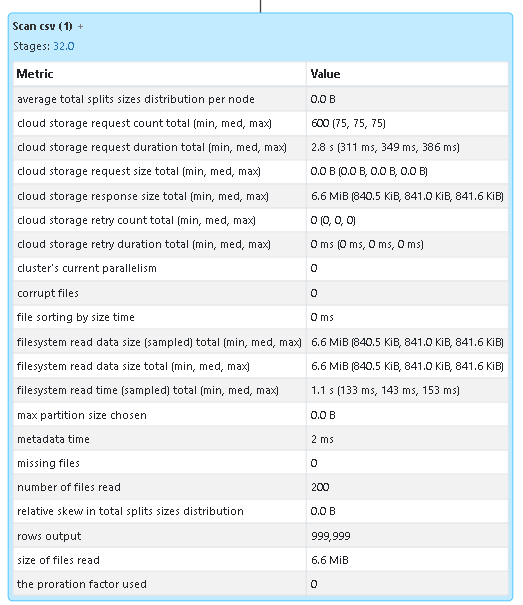 Scan csv (1) +
Stages: 32.0
Metric Value
average total splits sizes distribution per node 0.0 B
cloud storage request count total (min, med, max) 600 (75, 75, 75)
cloud storage request duration total (min, med, max) 2.8 s (311 ms, 349 ms, 386 ms)
cloud storage request size total (min, med, max) 0.0 B (0.0 B, 0.0 B, 0.0 B)
cloud storage response size total (min, med, max) 6.6 MiB (840.5 KiB, 841.0 KiB, 841.6 KiB)
cloud storage retry count total (min, med, max) 0 (0, 0, 0)
cloud storage retry duration total (min, med, max) 0 ms (0 ms, 0 ms, 0 ms)
cluster's current parallelism 0
corrupt files 0
file sorting by size time 0 ms
filesystem read data size (sampled) total (min, med, max) 6.6 MiB (840.5 KiB, 841.0 KiB, 841.6 KiB)
filesystem read data size total (min, med, max) 6.6 MiB (840.5 KiB, 841.0 KiB, 841.6 KiB)
filesystem read time (sampled) total (min, med, max) 1.1 s (133 ms, 143 ms, 153 ms)
max partition size chosen 0.0 B
metadata time 2 ms
missing files 0
number of files read 200
relative skew in total splits sizes distribution 0.0 B
rows output 999,999
size of files read 6.6 MiB
the proration factor used 0